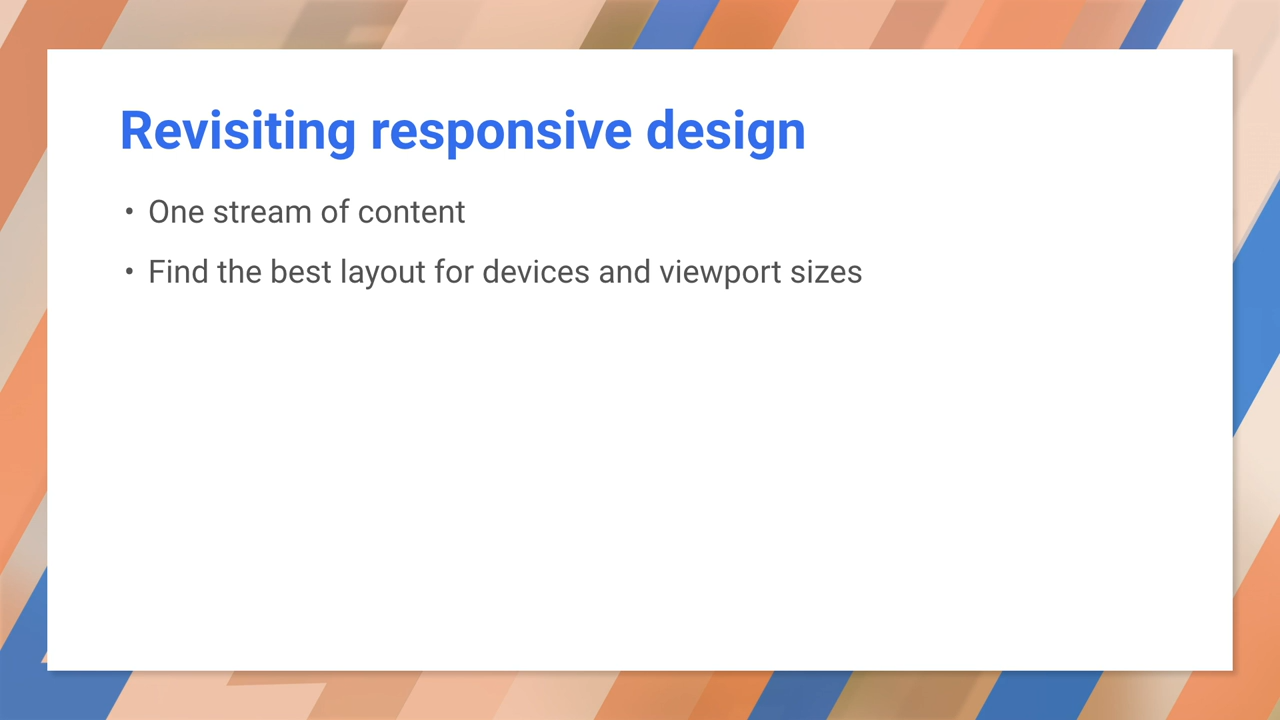 Revisiting responsive design
• One stream of content
• Find the best layout for devices and viewport sizes